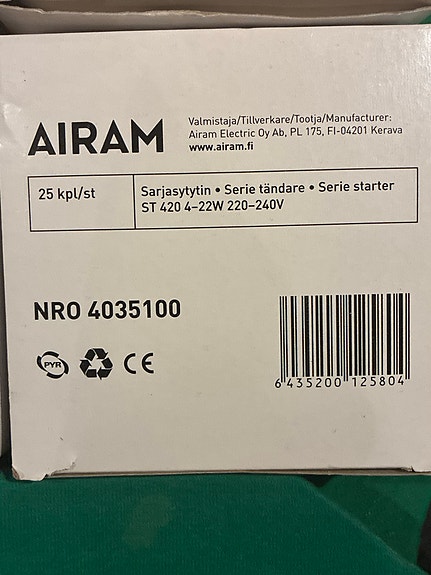 AIRAM
Valmistaja/Tillverkare/Tootja/Manufacturer:
Airam Electric Oy Ab, PL 175, FI-04201 Kerava
www.airam.fi
25 kpl/st
Sarjasytytin • Serie tändare • Serie starter
ST 420 4–22W 220–240V
NRO 4035100
PYR
CE
6 435200 125804